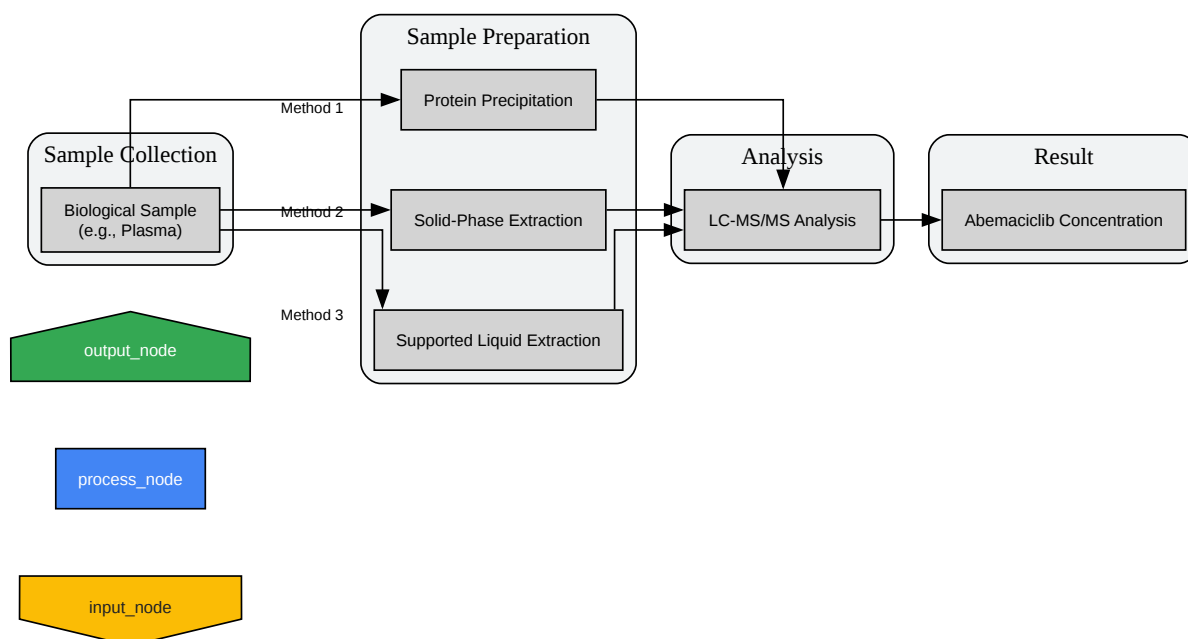 Sample Preparation
Protein Precipitation
Method 1
Sample Collection
Analysis
Result
Biological Sample
(e.g., Plasma)
Method 2
Solid-Phase Extraction
LC-MS/MS Analysis
Abemaciclib Concentration
Method 3
Supported Liquid Extraction
output_node
process_node
input_node